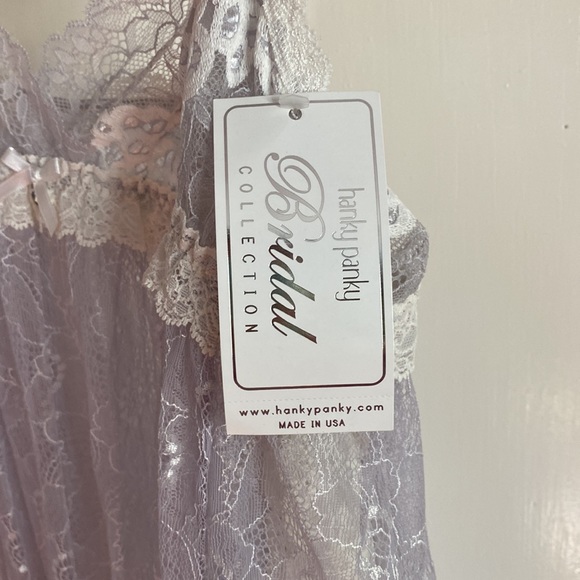 hanky panky
Bridal
COLLECTION
www.hankypanky.com
MADE IN USA